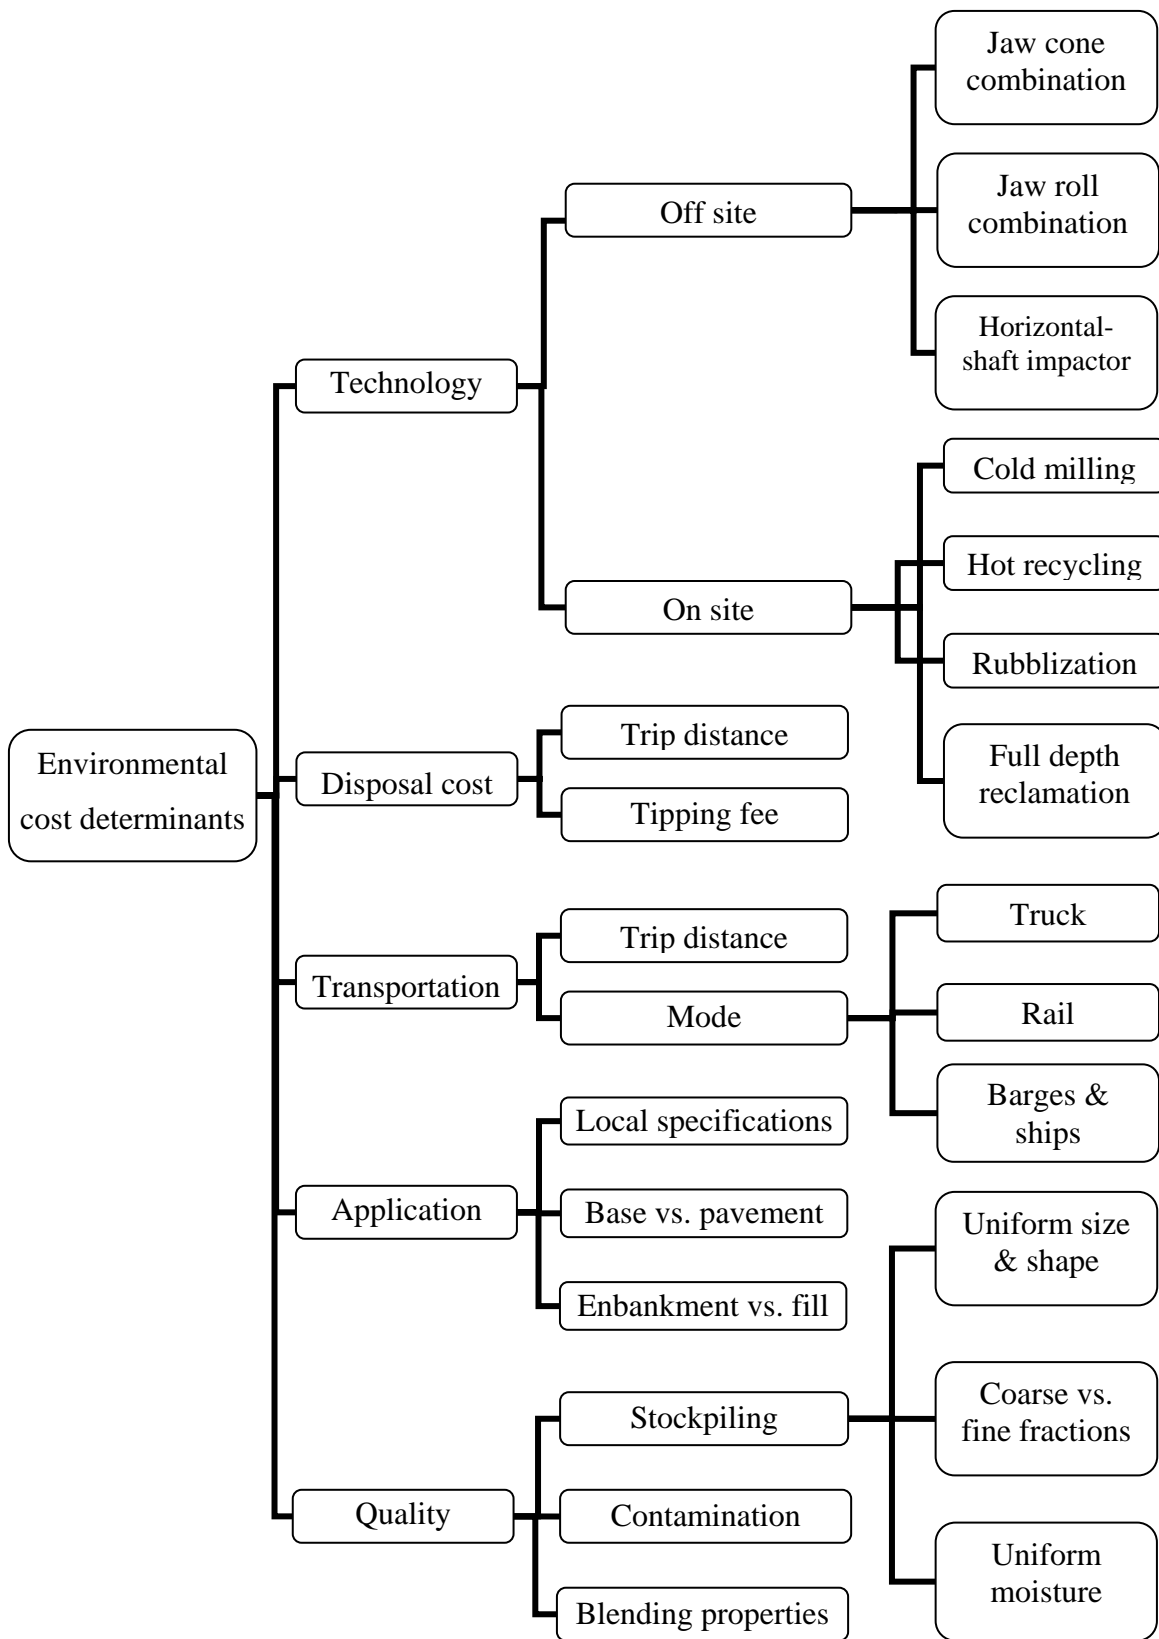 Jaw cone
combination
Jaw roll
combination
Off site
Horizontal-
shaft impactor
Technology
Cold milling
Hot recycling
On site
Rubblization
Full depth
reclamation
Environmental
cost determinants
Trip distance
Disposal cost
Tipping fee
Trip distance
Transportation
Mode
Truck
Rail
Barges &
ships
Local specifications
Application
Base vs. pavement
Enbankment vs. fill
Uniform size
& shape
Stockpiling
Coarse vs.
fine fractions
Quality
Contamination
Blending properties
Uniform
moisture